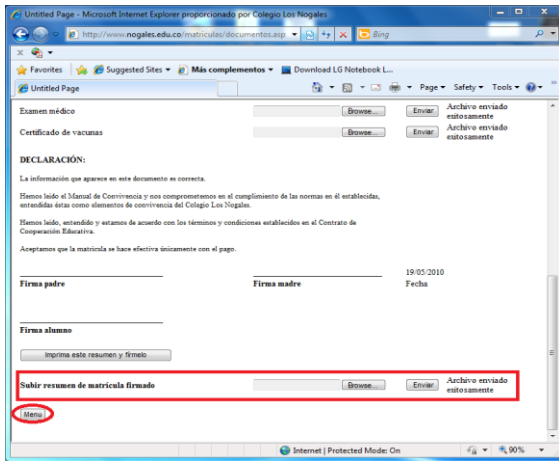 Untitled Page - Microsoft Internet Explorer proporcionado por Colegio Los Nogales
http://www.nogales.edu.co/matriculas/documentos.asp
Bing
x
Favorites Suggested Sites Más complementos Download LG Notebook L...
Untitled Page Page Safety Tools
Examen médico Browse... Enviar Archivo enviado
exitosamente
Certificado de vacunas Browse... Enviar Archivo enviado
exitosamente
DECLARACIÓN:
La información que aparece en este documento es correcta.
Hemos leído el Manual de Convivencia y nos comprometemos en el cumplimiento de las normas en él establecidas,
entendidas éstas como elementos de convivencia del Colegio Los Nogales.
Hemos leído, entendido y estamos de acuerdo con los términos y condiciones establecidos en el Contrato de
Cooperación Educativa.
Aceptamos que la matrícula se hace efectiva únicamente con el pago.
19/05/2010
Firma padre Firma madre Fecha
Firma alumno
Imprima este resumen y fírmelo
Subir resumen de matrícula firmado Browse... Enviar Archivo enviado
exitosamente
Menu
Internet | Protected Mode: On 90%